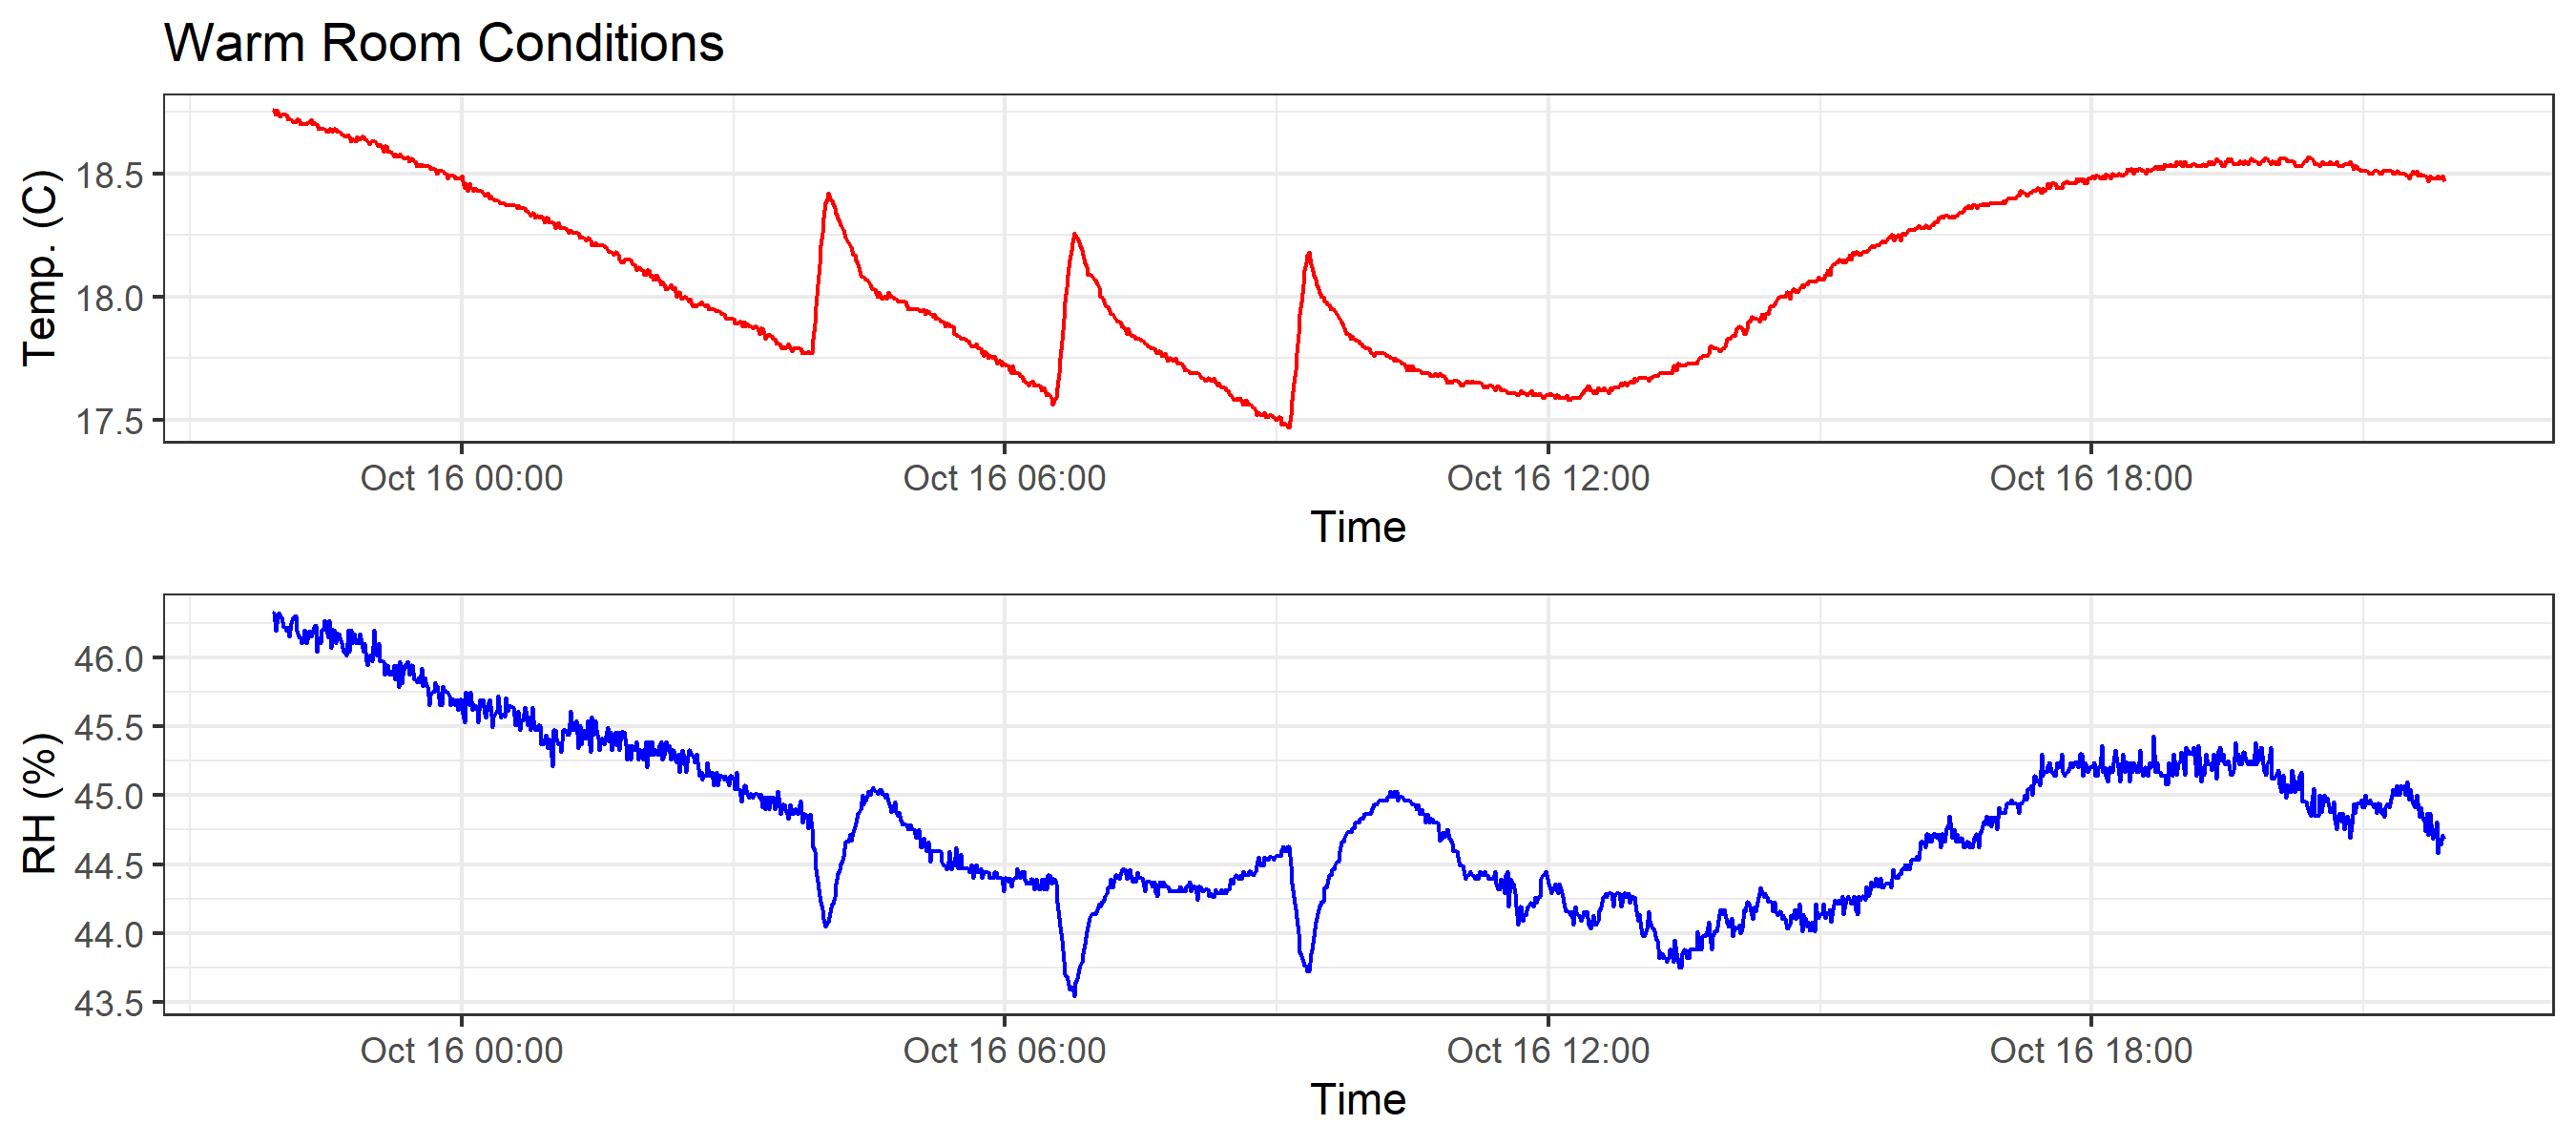 Warm Room Conditions
Temp. (C)
18.5
18.0
17.5
Oct 16 00:00 Oct 16 06:00 Oct 16 12:00 Oct 16 18:00
Time
RH (%)
46.0
45.5
45.0
44.5
44.0
43.5
Oct 16 00:00 Oct 16 06:00 Oct 16 12:00 Oct 16 18:00
Time